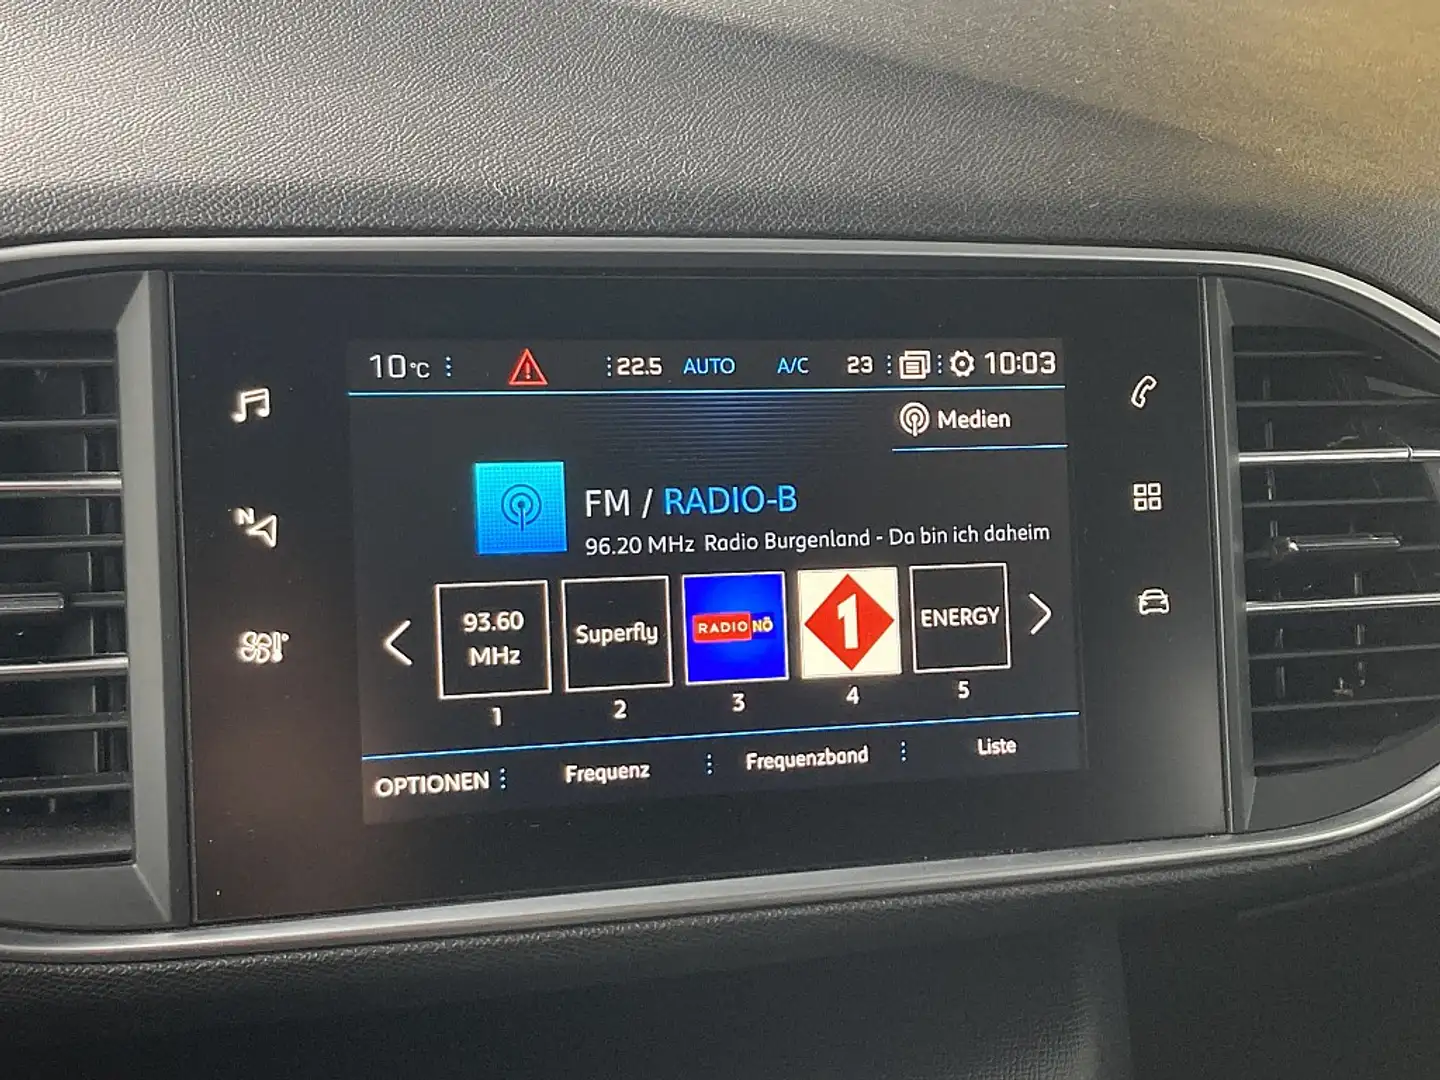 10°C 22.5 AUTO A/C 23 10:03
Medien
N
FM / RADIO-B
96.20 MHz Radio Burgenland - Da bin ich daheim
93.60
MHz
Superfly
RADIO NÖ
1
ENERGY
1 2 3 4 5
OPTIONEN Frequenz Frequenzband Liste